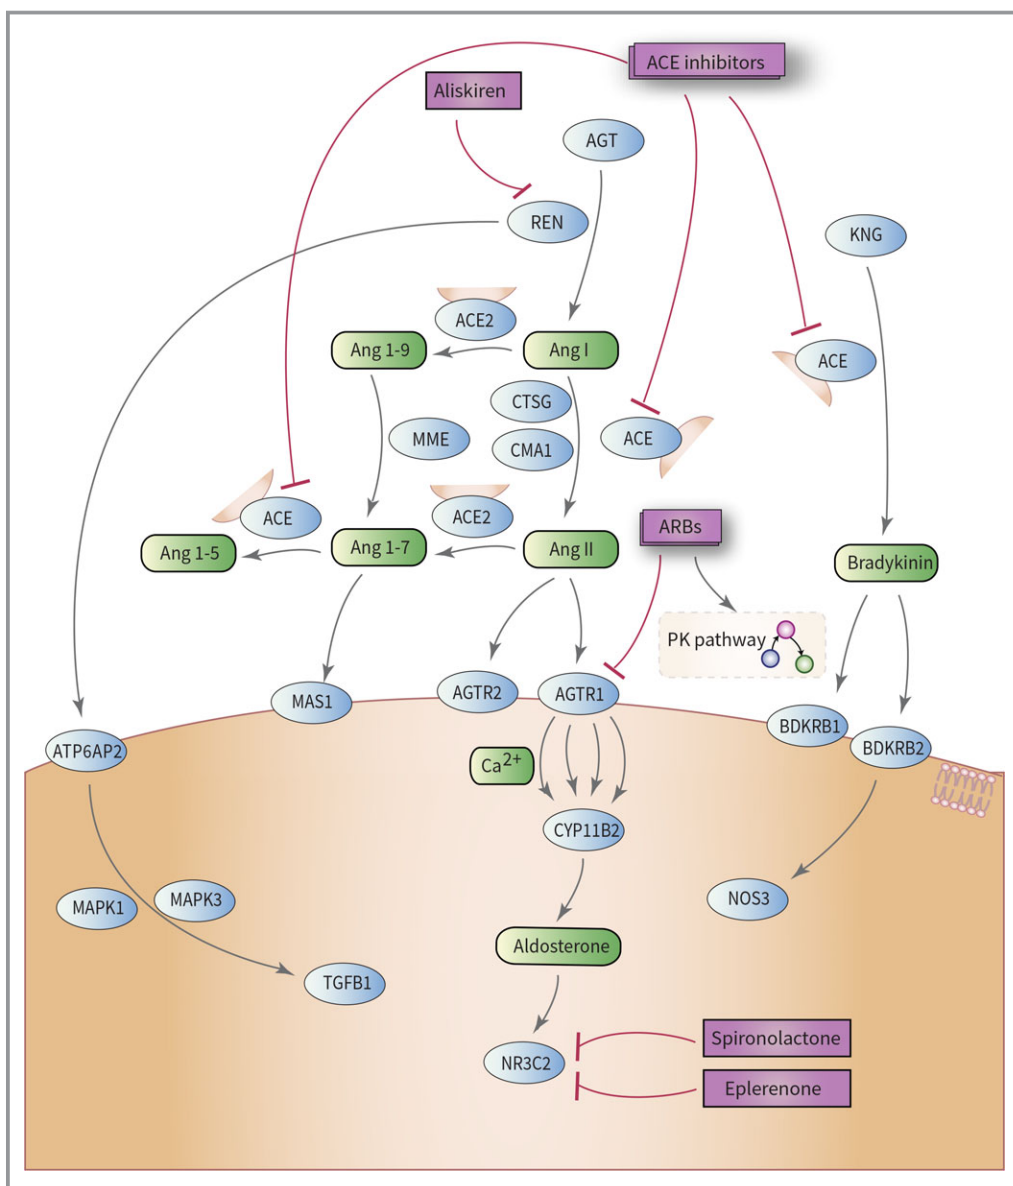 ACE inhibitors
Aliskiren
AGT
REN
KNG
ACE2
Ang 1-9
Ang I
ACE
CTSG
MME
CMA1
ACE
ACE
ACE2
ARBs
Ang 1-5
Ang 1-7
Ang II
Bradykinin
PK pathway
MAS1
AGTR2
AGTR1
BDKRB1
ATP6AP2
BDKRB2
Ca2+
CYP11B2
MAPK1
MAPK3
NOS3
Aldosterone
TGFB1
Spironolactone
NR3C2
Eplerenone